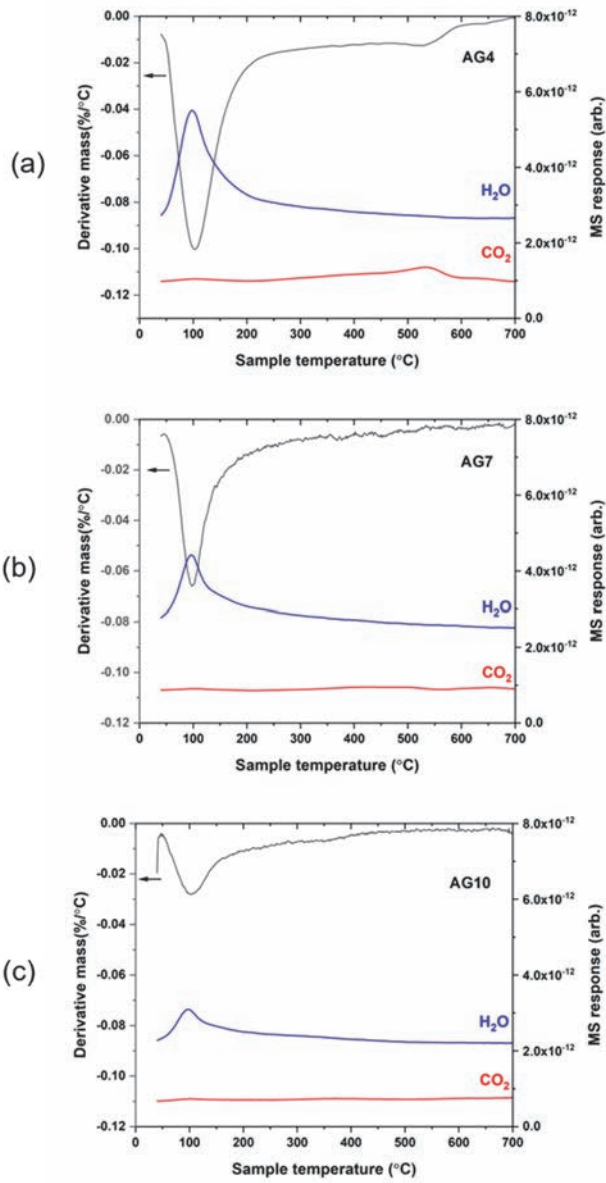 (a)
AG4
H₂O
CO₂
Derivative mass(%/°C)
0.00
-0.02
-0.04
-0.06
-0.08
-0.10
-0.12
8.0x10⁻¹²
6.0x10⁻¹²
4.0x10⁻¹²
2.0x10⁻¹²
0.0
MS response (arb.)
0 100 200 300 400 500 600 700
Sample temperature (°C)
(b)
AG7
H₂O
CO₂
Derivative mass(%/°C)
0.00
-0.02
-0.04
-0.06
-0.08
-0.10
-0.12
8.0x10⁻¹²
6.0x10⁻¹²
4.0x10⁻¹²
2.0x10⁻¹²
0.0
MS response (arb.)
0 100 200 300 400 500 600 700
Sample temperature (°C)
(c)
AG10
H₂O
CO₂
Derivative mass(%/°C)
0.00
-0.02
-0.04
-0.06
-0.08
-0.10
-0.12
8.0x10⁻¹²
6.0x10⁻¹²
4.0x10⁻¹²
2.0x10⁻¹²
0.0
MS response (arb.)
0 100 200 300 400 500 600 700
Sample temperature (°C)